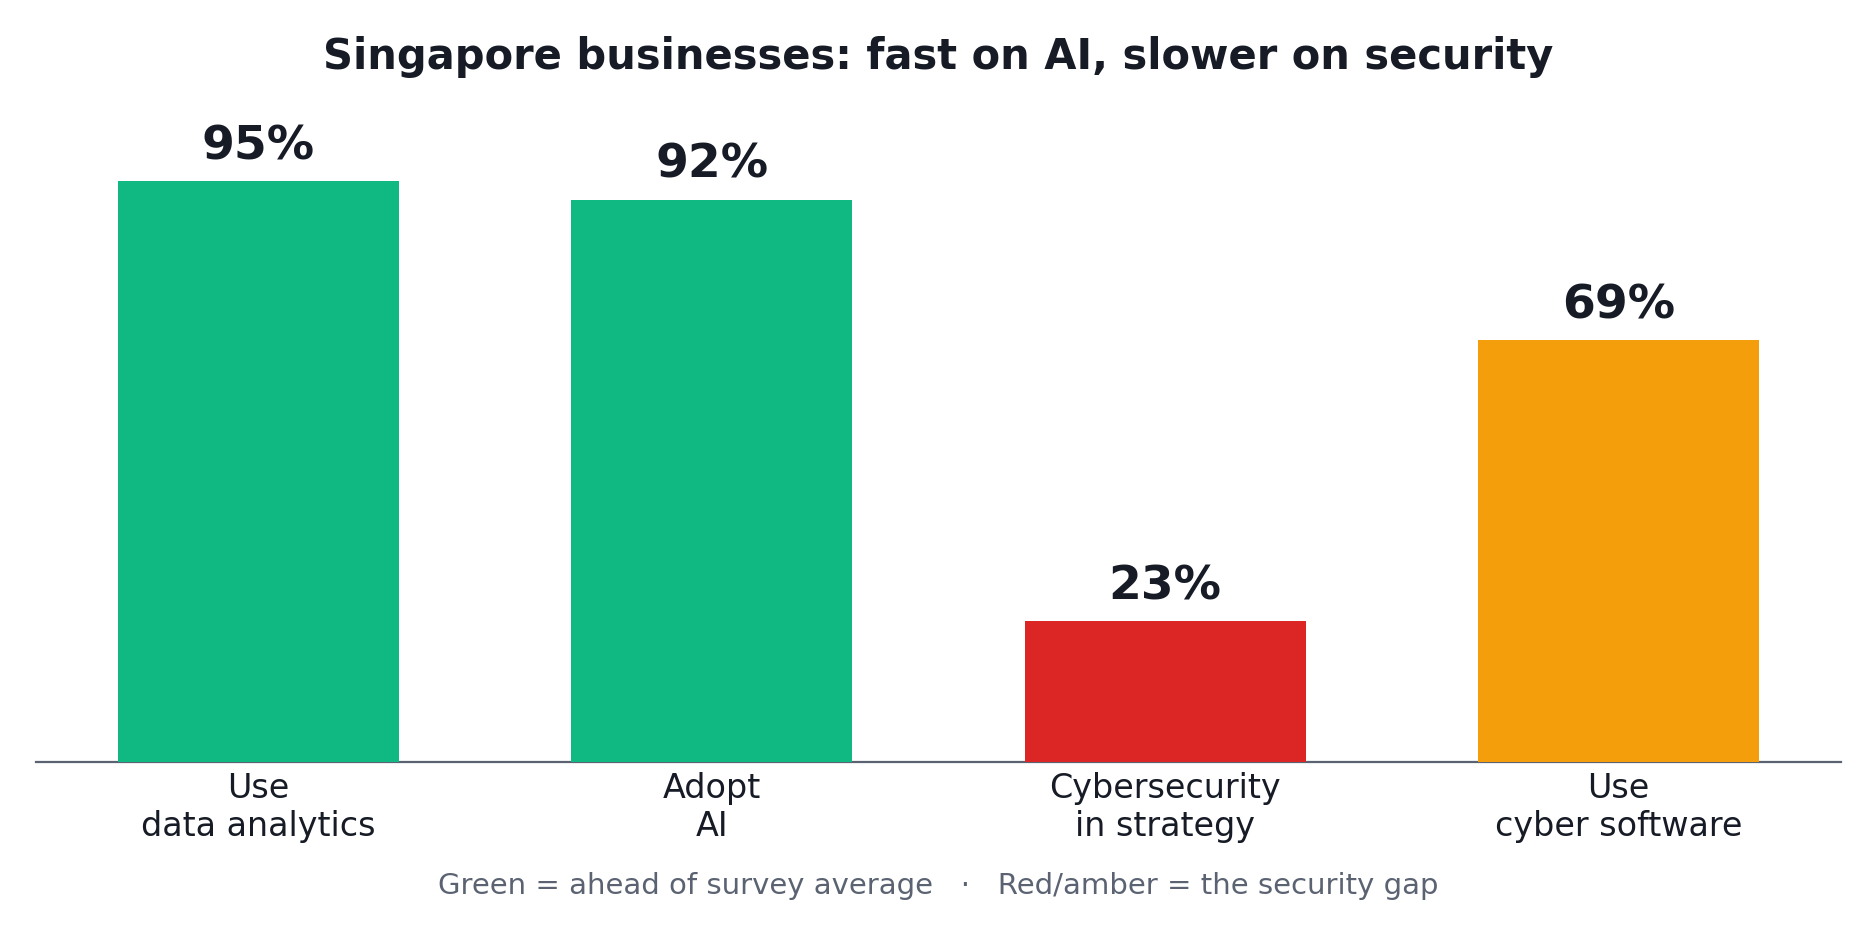 Singapore businesses: fast on AI, slower on security
95%
92%
23%
69%
Use
data analytics
Adopt
AI
Cybersecurity
in strategy
Use
cyber software
Green = ahead of survey average · Red/amber = the security gap